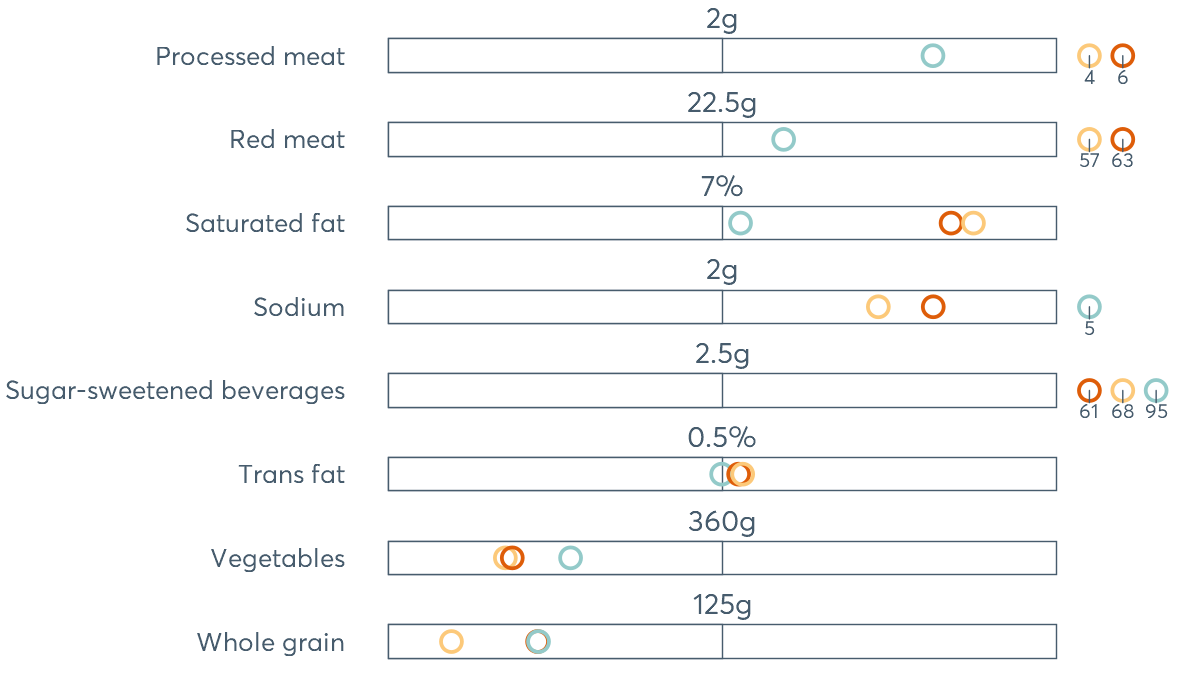 2g
Processed meat
4 6
22.5g
Red meat
57 63
7%
Saturated fat
2g
Sodium
5
2.5g
Sugar-sweetened beverages
61 68 95
0.5%
Trans fat
360g
Vegetables
125g
Whole grain